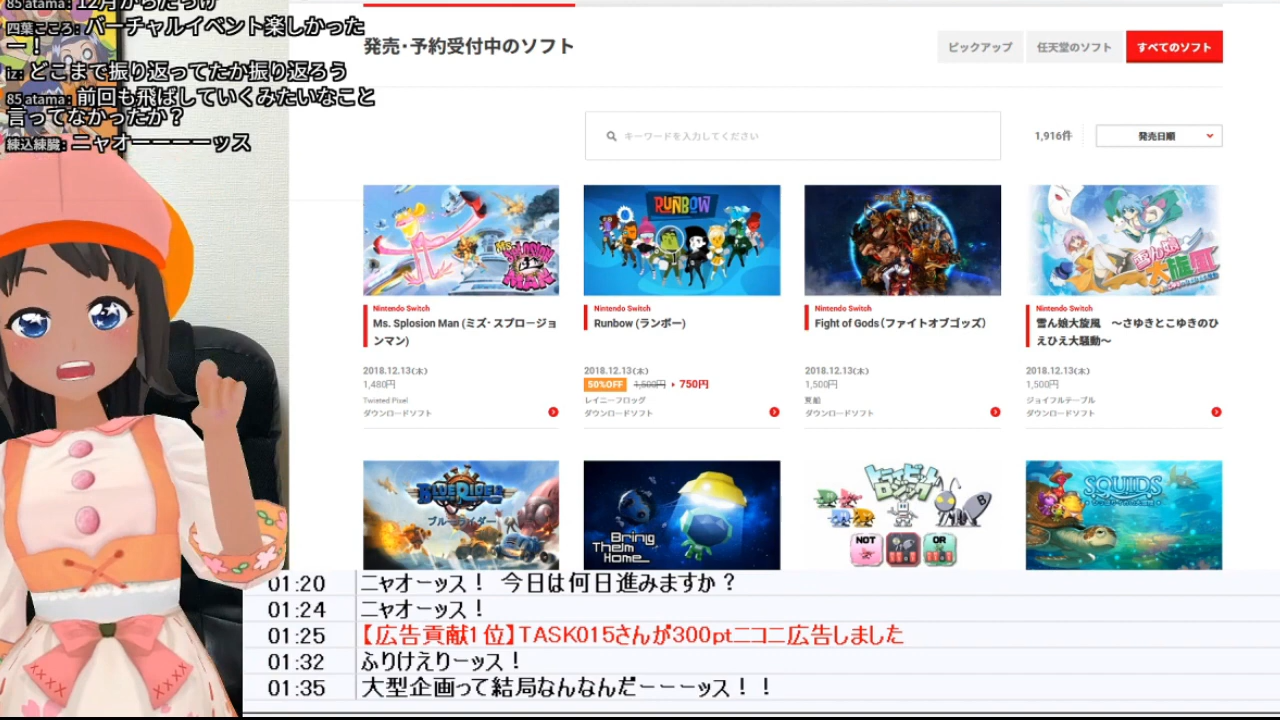 85 atama: 12月からだっけ
四葉こころ: バーチャルイベント楽しかった
ー！
iz: どこまで振り返ってたか振り返ろう
85 atama: 前回も飛ばしていくみたいなこと
言ってなかったか？
練込練臓: ニャオーーーーーッス
発売・予約受付中のソフト
ピックアップ 任天堂のソフト すべてのソフト
キーワードを入力してください
1,916件 発売日順
Ms. SPLOSION MAN
RUNBOW
雪ん娘 大旋風
Nintendo Switch
Ms. Splosion Man (ミズ・スプロージョ
ンマン)
2018.12.13(木)
1,480円
Twisted Pixel
ダウンロードソフト
Nintendo Switch
Runbow (ランボー)
2018.12.13(木)
50%OFF 1,500円 750円
レイニーフロッグ
ダウンロードソフト
Nintendo Switch
Fight of Gods（ファイトオブゴッズ）
2018.12.13(木)
1,500円
ダウンロードソフト
Nintendo Switch
雪ん娘大旋風 ～さゆきとこゆきのひ
えひえ大騒動～
2018.12.13(木)
1,500円
ジョイフルテーブル
ダウンロードソフト
BLUE RIDER
ブルーライダー
Bring
Them
Home
NOT OR
SQUIDS
01:20 ニャオーッス！ 今日は何日進みますか？
01:24 ニャオーッス！
01:25 【広告貢献1位】TASK015さんが300ptニコニ広告しました
01:32 ふりけえりーッス！
01:35 大型企画って結局なんなんだーーーッス！！